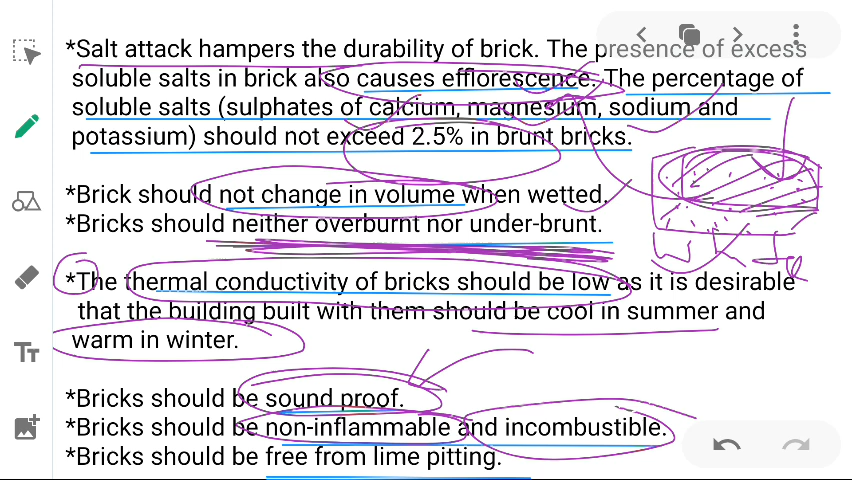 *Salt attack hampers the durability of brick. The presence of excess
soluble salts in brick also causes efflorescence. The percentage of
soluble salts (sulphates of calcium, magnesium, sodium and
potassium) should not exceed 2.5% in brunt bricks.
*Brick should not change in volume when wetted.
*Bricks should neither overburnt nor under-brunt.
*The thermal conductivity of bricks should be low as it is desirable
that the building built with them should be cool in summer and
warm in winter.
*Bricks should be sound proof.
*Bricks should be non-inflammable and incombustible.
*Bricks should be free from lime pitting.